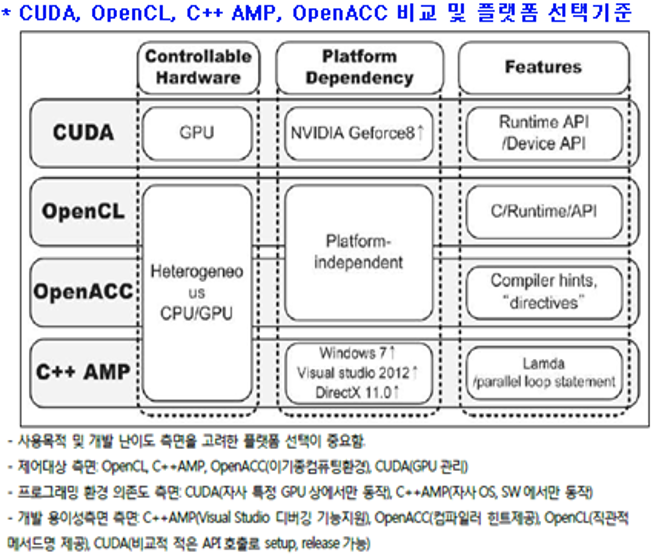 * CUDA, OpenCL, C++ AMP, OpenACC 비교 및 플랫폼 선택기준
Controllable Hardware
Platform Dependency
Features
CUDA
GPU
NVIDIA Geforce8↑
Runtime API
/Device API
OpenCL
C/Runtime/API
Heterogeneo
us
CPU/GPU
Platform-
independent
OpenACC
Compiler hints,
"directives"
C++ AMP
Windows 7↑
Visual studio 2012↑
DirectX 11.0↑
Lamda
/parallel loop statement
- 사용목적 및 개발 난이도 측면을 고려한 플랫폼 선택이 중요함.
- 제어대상 측면: OpenCL, C++AMP, OpenACC(이기종컴퓨팅환경), CUDA(GPU 관리)
- 프로그래밍 환경 의존도 측면: CUDA(자사 특정 GPU 상에서만 동작), C++AMP(자사 OS, SW 에서만 동작)
- 개발 용이성측면 측면: C++AMP(Visual Studio 디버깅 기능지원), OpenACC(컴파일러 힌트제공), OpenCL(직관적
메서드명 제공), CUDA(비교적 적은 API 호출로 setup, release 가능)